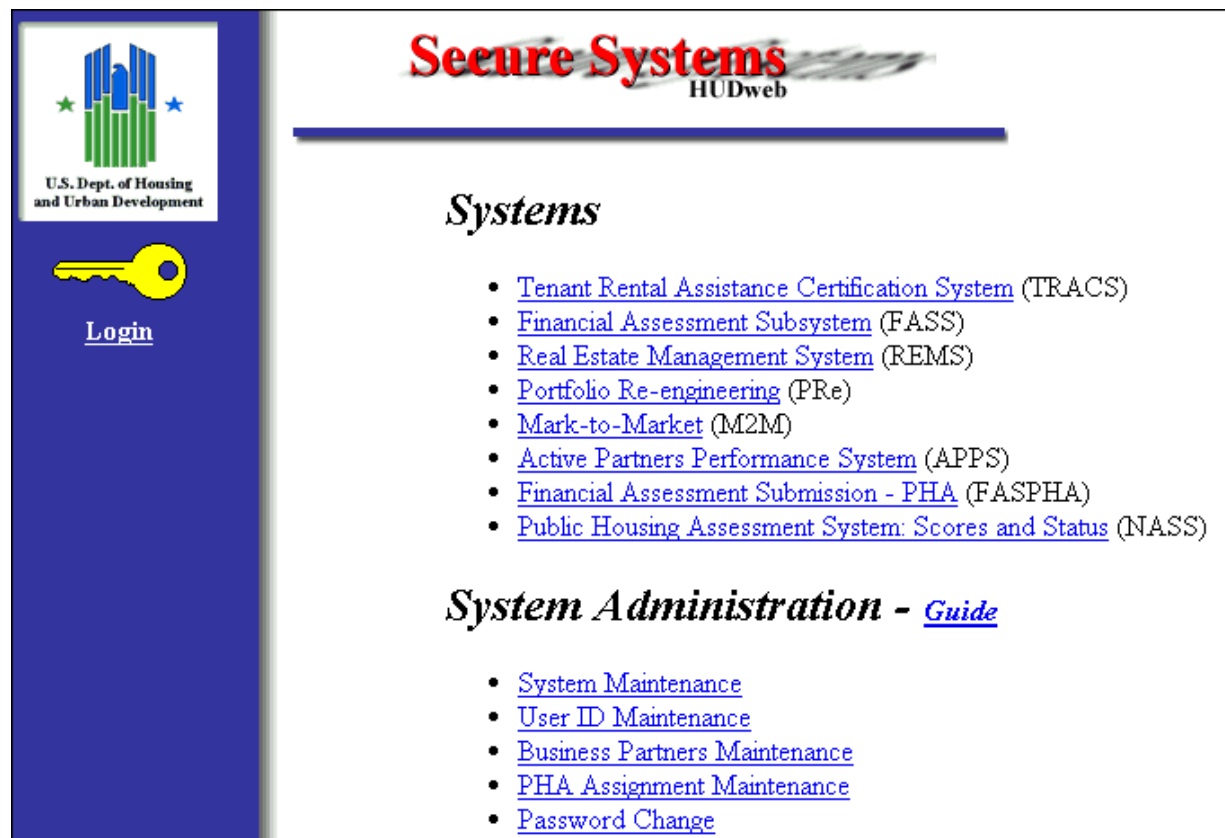 U.S. Dept. of Housing
and Urban Development
Login
Secure Systems
HUDweb
Systems
• Tenant Rental Assistance Certification System (TRACS)
• Financial Assessment Subsystem (FASS)
• Real Estate Management System (REMS)
• Portfolio Re-engineering (PRe)
• Mark-to-Market (M2M)
• Active Partners Performance System (APPS)
• Financial Assessment Submission - PHA (FASPHA)
• Public Housing Assessment System: Scores and Status (NASS)
System Administration - Guide
• System Maintenance
• User ID Maintenance
• Business Partners Maintenance
• PHA Assignment Maintenance
• Password Change